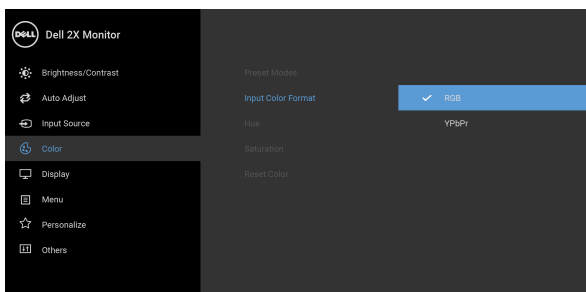 DELL Dell 2X Monitor
Brightness/Contrast
Auto Adjust
Input Source
Color
Display
Menu
Personalize
Others
Preset Modes
Input Color Format
Hue
Saturation
Reset Color
RGB
YPbPr